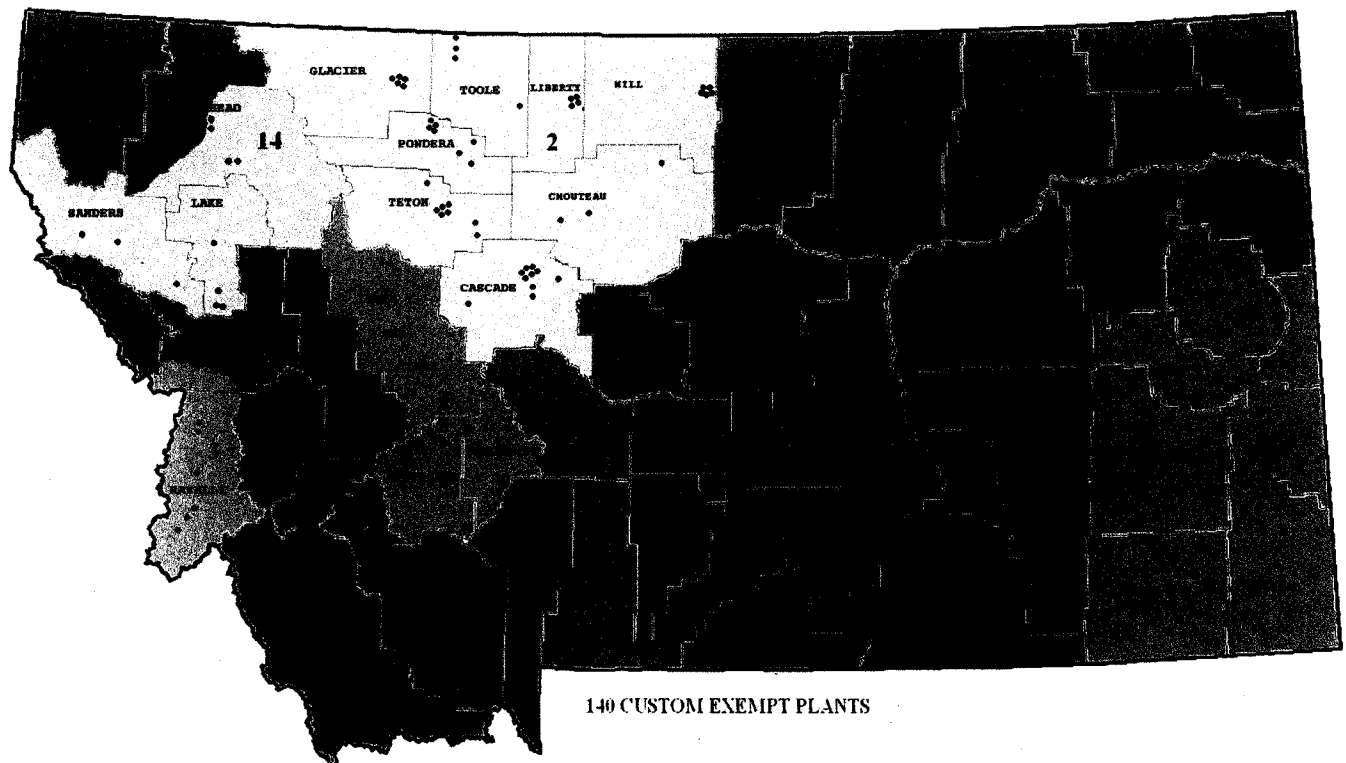 GLACIER
TOOLE
LIBERTY
HILL
14
PONDERA
2
SANDERS
LAKE
TETON
CHOUTEAU
CASCADE
140 CUSTOM EXEMPT PLANTS